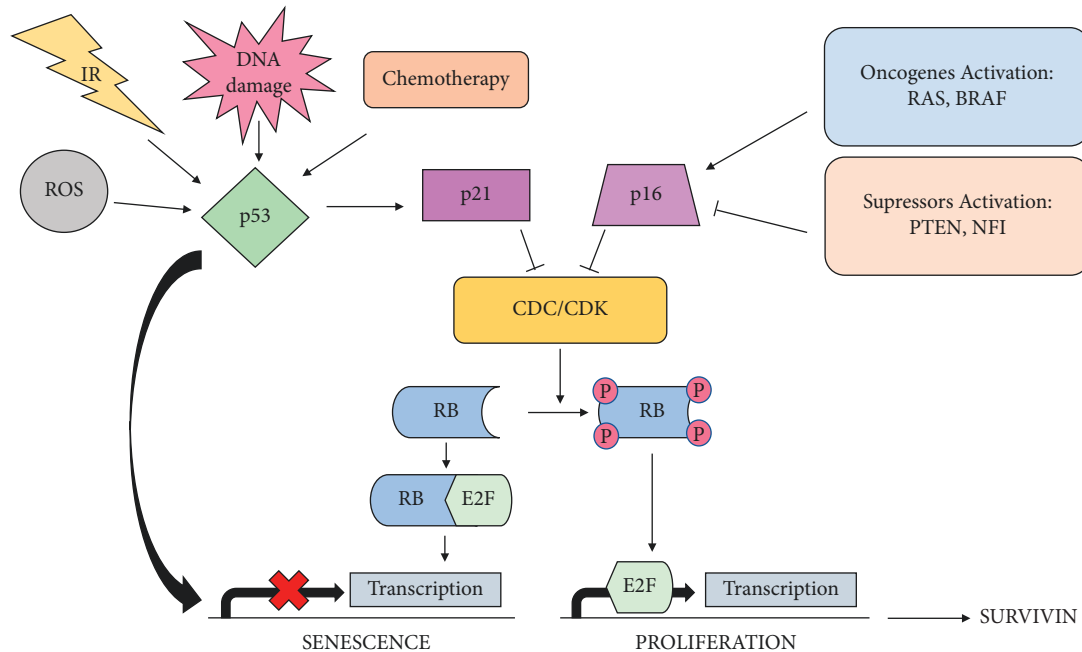 IR
DNA
damage
Chemotherapy
Oncogenes Activation:
RAS, BRAF
ROS
p53
p21
p16
Supressors Activation:
PTEN, NFI
CDC/CDK
RB
P
P
RB
P
P
RB
E2F
Transcription
E2F
Transcription
SENESCENCE
PROLIFERATION
SURVIVIN